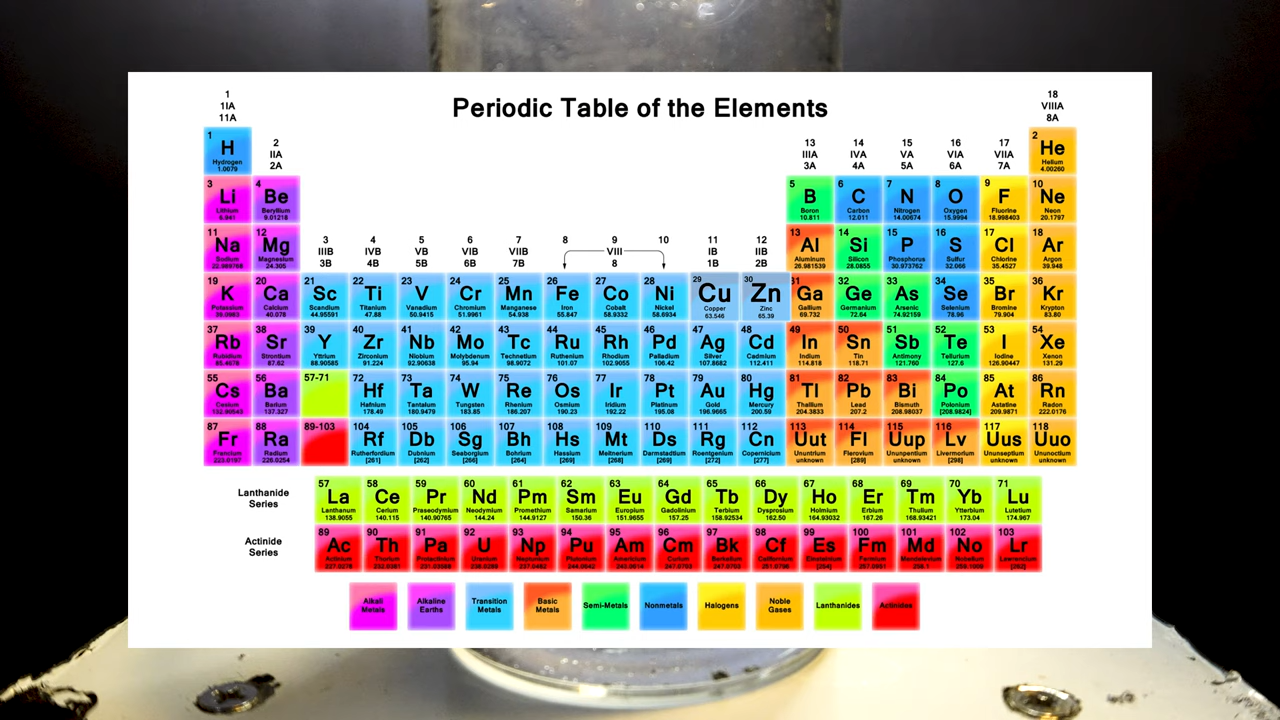 Periodic Table of the Elements
1 18
1IA VIIIA
11A 8A
1 2
H He
Hydrogen Helium
1.0079 4.00260
2 13 14 15 16 17
IIA IIIA IVA VA VIA VIIA
2A 3A 4A 5A 6A 7A
3 4 5 6 7 8 9 10
Li Be B C N O F Ne
Lithium Beryllium Boron Carbon Nitrogen Oxygen Fluorine Neon
6.941 9.01218 10.811 12.011 14.00674 15.9994 18.998403 20.1797
11 12 13 14 15 16 17 18
Na Mg Al Si P S Cl Ar
Sodium Magnesium Aluminum Silicon Phosphorus Sulfur Chlorine Argon
22.989768 24.305 26.981539 28.0855 30.973762 32.066 35.4527 39.948
3 4 5 6 7 8 9 10 11 12
IIIB IVB VB VIB VIIB VIII IB IIB
3B 4B 5B 6B 7B 8 1B 2B
19 20 21 22 23 24 25 26 27 28 29 30 31 32 33 34 35 36
K Ca Sc Ti V Cr Mn Fe Co Ni Cu Zn Ga Ge As Se Br Kr
Potassium Calcium Scandium Titanium Vanadium Chromium Manganese Iron Cobalt Nickel Copper Zinc Gallium Germanium Arsenic Selenium Bromine Krypton
39.0983 40.078 44.95591 47.88 50.9415 51.9961 54.938 55.847 58.9332 58.6934 63.546 65.39 69.732 72.64 74.92159 78.96 79.904 83.80
37 38 39 40 41 42 43 44 45 46 47 48 49 50 51 52 53 54
Rb Sr Y Zr Nb Mo Tc Ru Rh Pd Ag Cd In Sn Sb Te I Xe
Rubidium Strontium Yttrium Zirconium Niobium Molybdenum Technetium Ruthenium Rhodium Palladium Silver Cadmium Indium Tin Antimony Tellurium Iodine Xenon
85.4678 87.62 88.90585 91.224 92.90638 95.94 98.9072 101.07 102.9055 106.42 107.8682 112.411 114.818 118.71 121.760 127.6 126.90447 131.29
55 56 57-71 72 73 74 75 76 77 78 79 80 81 82 83 84 85 86
Cs Ba Hf Ta W Re Os Ir Pt Au Hg Tl Pb Bi Po At Rn
Cesium Barium Hafnium Tantalum Tungsten Rhenium Osmium Iridium Platinum Gold Mercury Thallium Lead Bismuth Polonium Astatine Radon
132.90543 137.327 178.49 180.9479 183.85 186.207 190.23 192.22 195.08 196.9665 200.59 204.3833 207.2 208.98037 [208.9824] 209.9871 222.0176
87 88 89-103 104 105 106 107 108 109 110 111 112 113 114 115 116 117 118
Fr Ra Rf Db Sg Bh Hs Mt Ds Rg Cn Uut Fl Uup Lv Uus Uuo
Francium Radium Rutherfordium Dubnium Seaborgium Bohrium Hassium Meitnerium Darmstadtium Roentgenium Copernicium Ununtrium Flerovium Ununpentium Livermorium Ununseptium Ununoctium
223.0197 226.0254 [261] [262] [266] [264] [269] [268] [269] [272] [277] unknown [289] unknown [298] unknown unknown
Lanthanide
Series
57 58 59 60 61 62 63 64 65 66 67 68 69 70 71
La Ce Pr Nd Pm Sm Eu Gd Tb Dy Ho Er Tm Yb Lu
Lanthanum Cerium Praseodymium Neodymium Promethium Samarium Europium Gadolinium Terbium Dysprosium Holmium Erbium Thulium Ytterbium Lutetium
138.9055 140.115 140.90765 144.24 144.9127 150.36 151.9655 157.25 158.92534 162.50 164.93032 167.26 168.93421 173.04 174.967
Actinide
Series
89 90 91 92 93 94 95 96 97 98 99 100 101 102 103
Ac Th Pa U Np Pu Am Cm Bk Cf Es Fm Md No Lr
Actinium Thorium Protactinium Uranium Neptunium Plutonium Americium Curium Berkelium Californium Einsteinium Fermium Mendelevium Nobelium Lawrencium
Alkali Metals
Alkaline Earths
Transition Metals
Basic Metals
Semi-Metals
Nonmetals
Halogens
Noble Gases
Lanthanides
Actinides